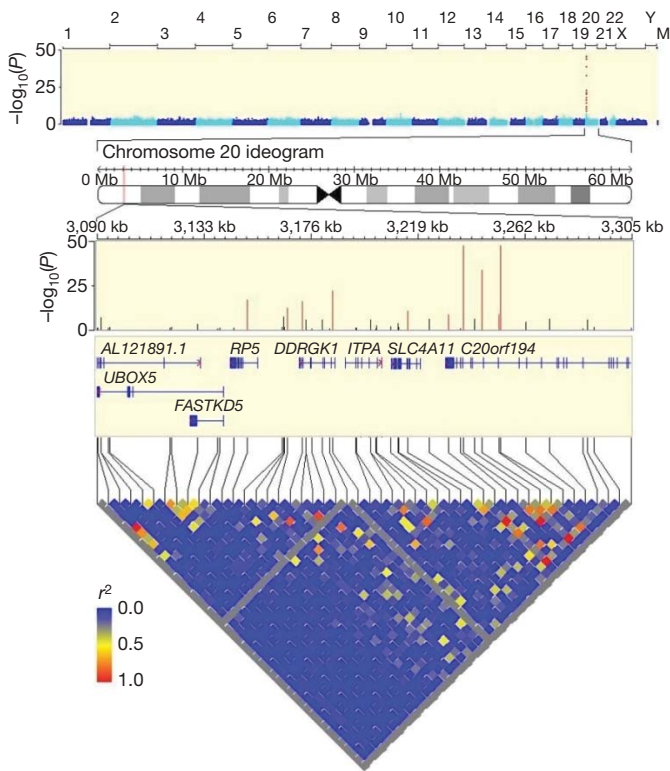 2 4 6 8 10 12 14 16 18 20 22 Y
1 3 5 7 9 11 13 15 17 19 21 X M
50
25
0
−log₁₀(P)
Chromosome 20 ideogram
0 Mb 10 Mb 20 Mb 30 Mb 40 Mb 50 Mb 60 Mb
3,090 kb 3,133 kb 3,176 kb 3,219 kb 3,262 kb 3,305 kb
50
25
0
−log₁₀(P)
AL121891.1 RP5 DDRGK1 ITPA SLC4A11 C20orf194
UBOX5
FASTKD5
r²
0.0
0.5
1.0